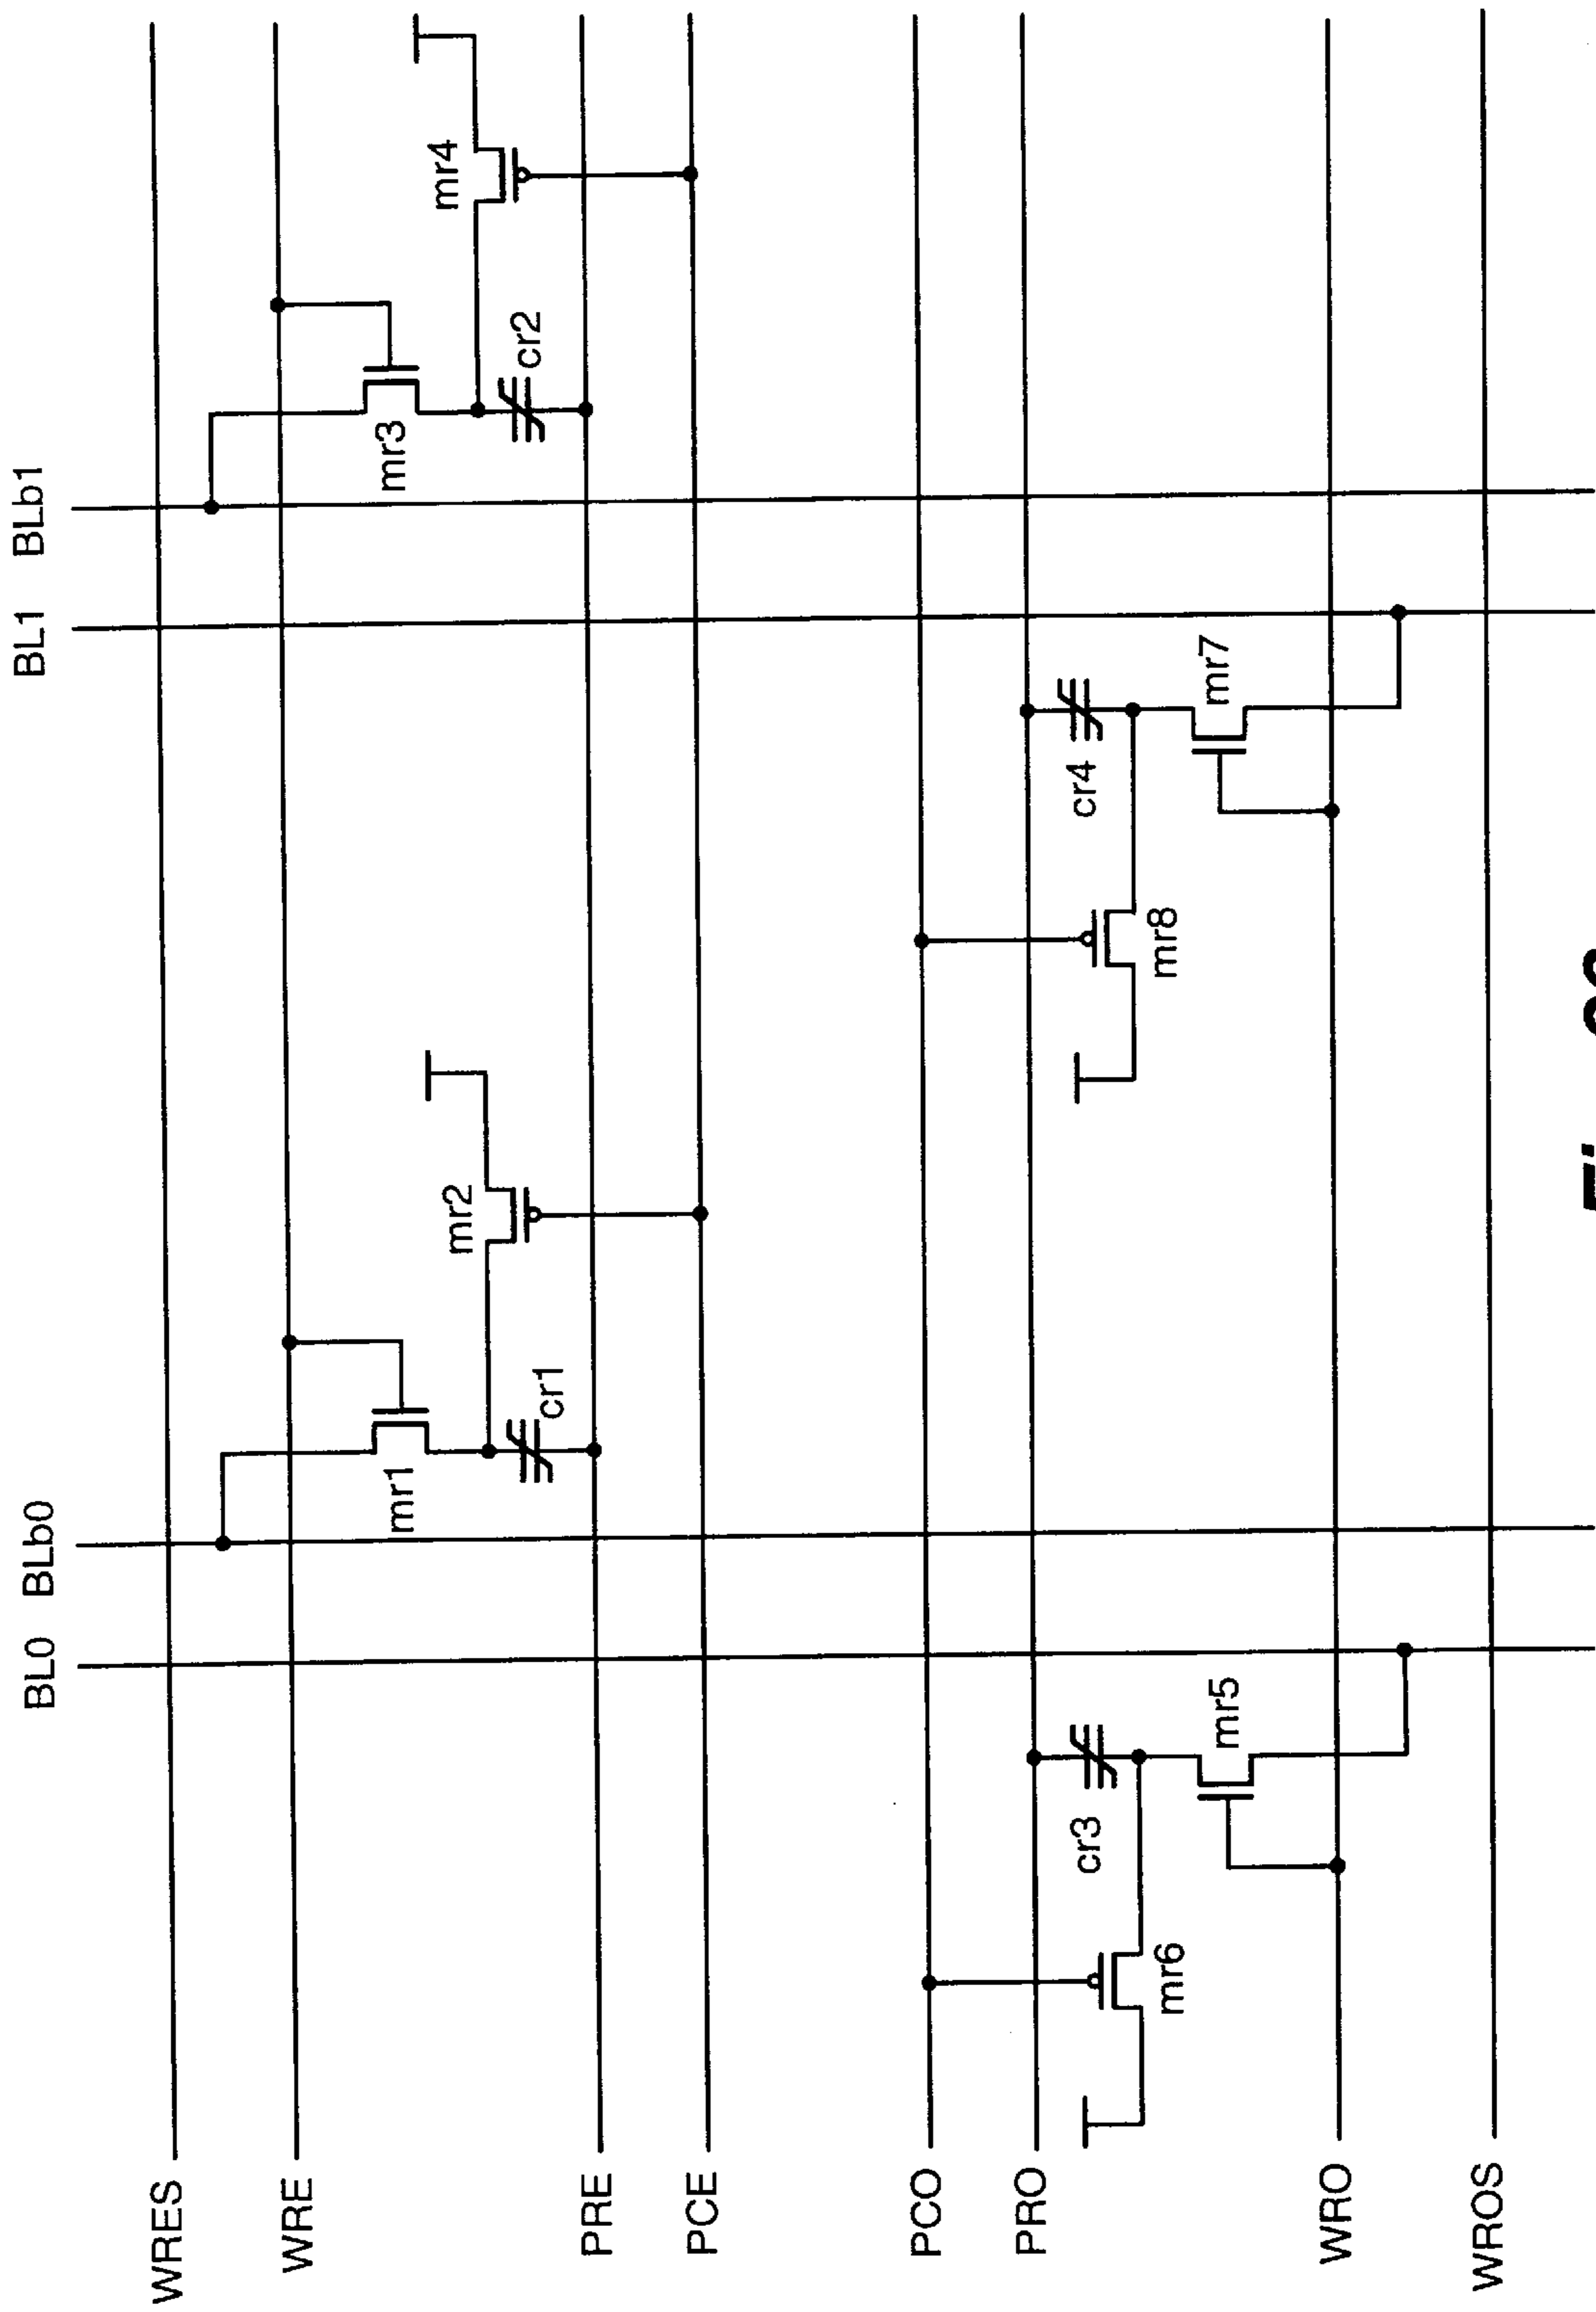 BL0 BLb0 BL1 BLb1
WRES
WRE
mr1
mr3
mr2
mr4
cr1
cr2
PRE
PCE
PCO
PRO
cr3
cr4
mr6
mr5
mr8
mr7
WRO
WROS